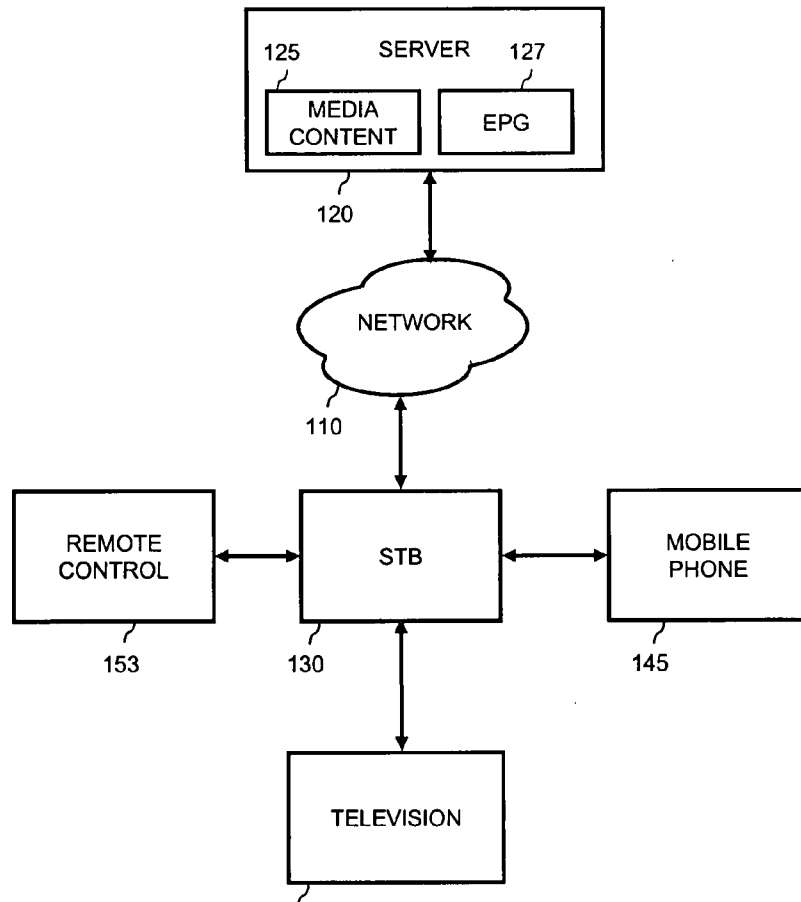 SERVER
125
127
MEDIA
CONTENT
EPG
120
NETWORK
110
REMOTE
CONTROL
STB
MOBILE
PHONE
153
130
145
TELEVISION